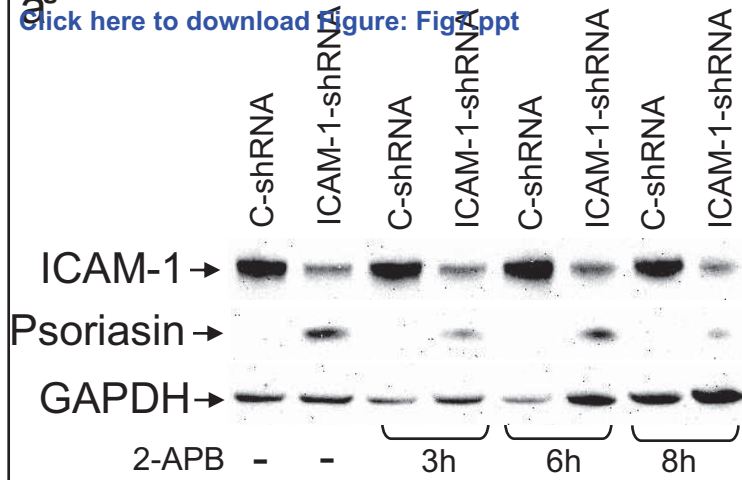 a
Click here to download Figure: Fig7.ppt
C-shRNA
ICAM-1-shRNA
C-shRNA
ICAM-1-shRNA
C-shRNA
ICAM-1-shRNA
C-shRNA
ICAM-1-shRNA
ICAM-1
Psoriasin
GAPDH
2-APB - - 3h 6h 8h